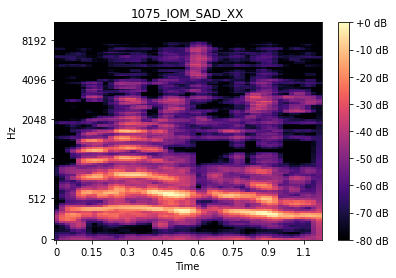 1075_IOM_SAD_XX
Hz
8192
4096
2048
1024
512
0
0 0.15 0.3 0.45 0.6 0.75 0.9 1.1
Time
+0 dB
-10 dB
-20 dB
-30 dB
-40 dB
-50 dB
-60 dB
-70 dB
-80 dB